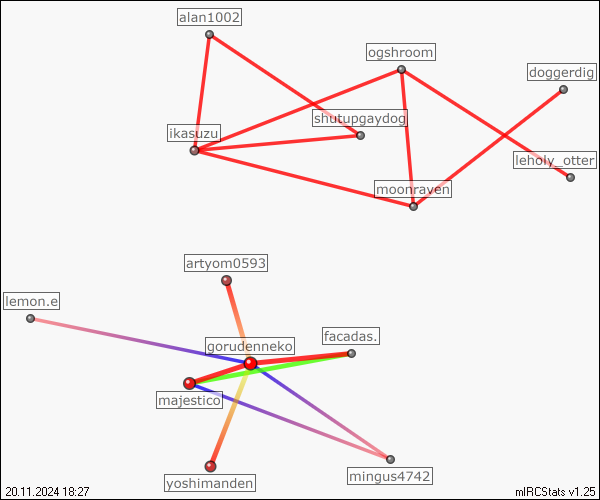 alan1002
ogshroom
doggerdig
shutupgaydog
ikasuzu
leholy_otter
moonraven
artyom0593
lemon.e
facadas.
gorudenneko
majestico
yoshimanden
mingus4742
20.11.2024 18:27
mIRCStats v1.25